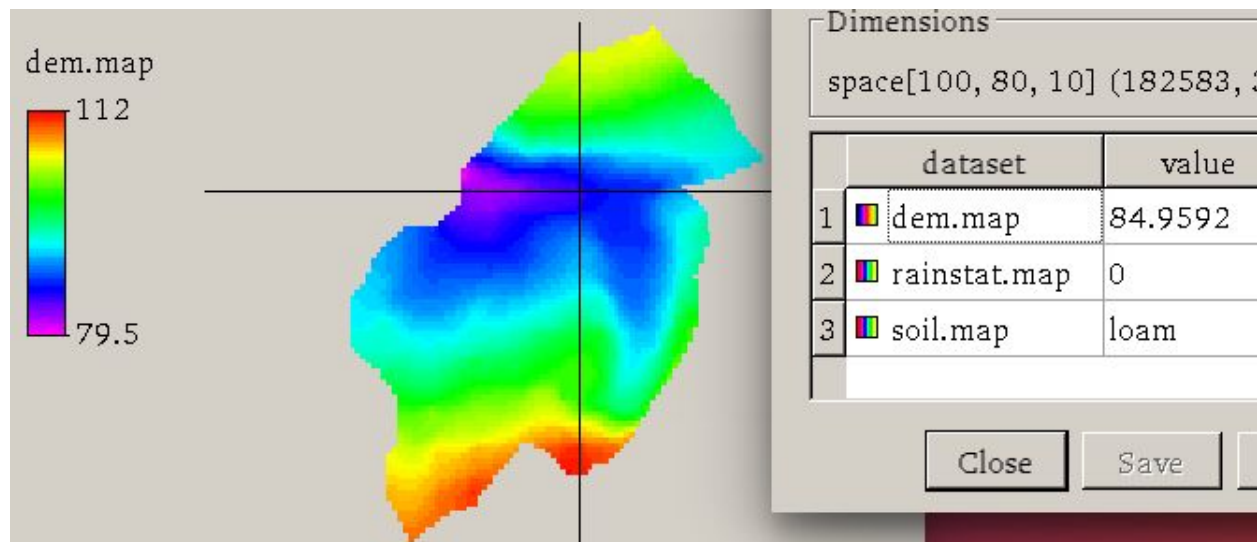 dem.map
112
79.5
Dimensions
space[100, 80, 10] (182583,
dataset value
1 dem.map 84.9592
2 rainstat.map 0
3 soil.map loam
Close Save